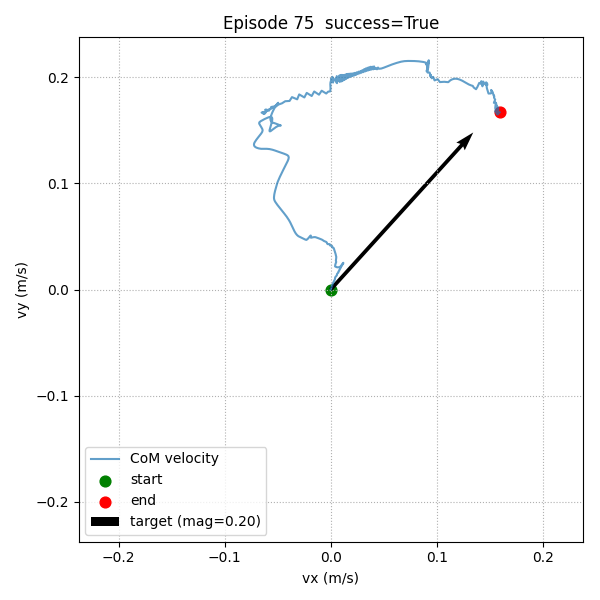 Episode 75  success=True
vy (m/s)
0.2
0.1
0.0
−0.1
−0.2
CoM velocity
start
end
target (mag=0.20)
−0.2
−0.1
0.0
0.1
0.2
vx (m/s)